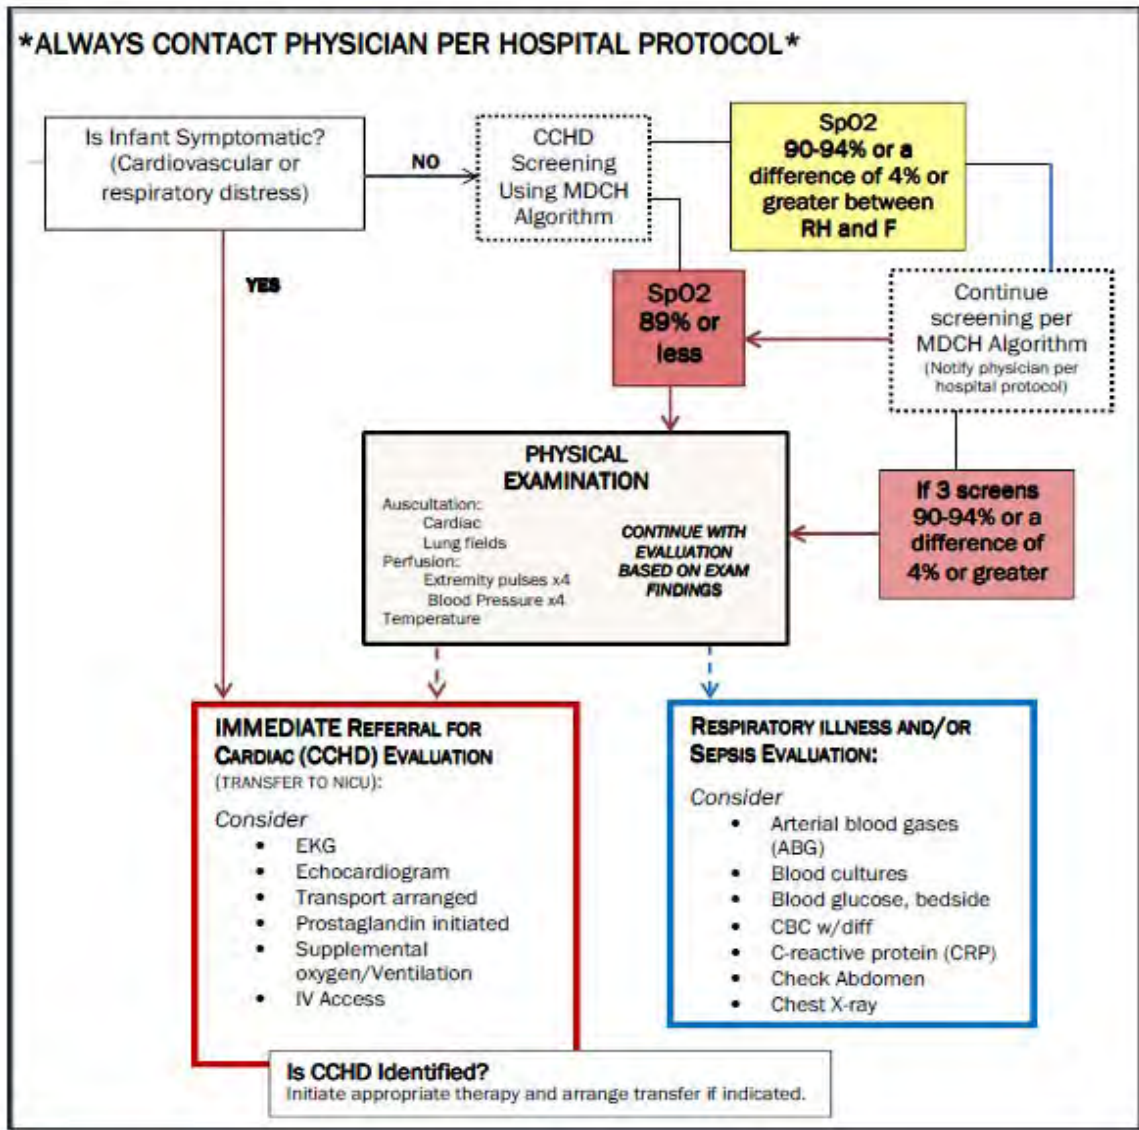 *ALWAYS CONTACT PHYSICIAN PER HOSPITAL PROTOCOL*
Is Infant Symptomatic?
(Cardiovascular or
respiratory distress)
NO
CCHD
Screening
Using MDCH
Algorithm
SpO2
90-94% or a
difference of 4% or
greater between
RH and F
YES
SpO2
89% or
less
Continue
screening per
MDCH Algorithm
(Notify physician per
hospital protocol)
PHYSICAL
EXAMINATION
Auscultation:
Cardiac
Lung fields
Perfusion:
Extremity pulses x4
Blood Pressure x4
Temperature
CONTINUE WITH
EVALUATION
BASED ON EXAM
FINDINGS
If 3 screens
90-94% or a
difference of
4% or greater
IMMEDIATE REFERRAL FOR
CARDIAC (CCHD) EVALUATION
(TRANSFER TO NICU):
Consider
• EKG
• Echocardiogram
• Transport arranged
• Prostaglandin initiated
• Supplemental
oxygen/Ventilation
• IV Access
RESPIRATORY ILLNESS AND/OR
SEPSIS EVALUATION:
Consider
• Arterial blood gases
(ABG)
• Blood cultures
• Blood glucose, bedside
• CBC w/diff
• C-reactive protein (CRP)
• Check Abdomen
• Chest X-ray
Is CCHD Identified?
Initiate appropriate therapy and arrange transfer if indicated.